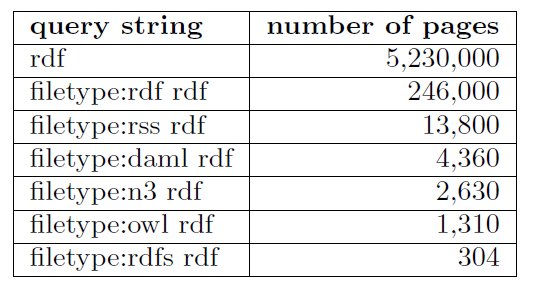 query string number of pages
rdf 5,230,000
filetype:rdf rdf 246,000
filetype:rss rdf 13,800
filetype:daml rdf 4,360
filetype:n3 rdf 2,630
filetype:owl rdf 1,310
filetype:rdfs rdf 304